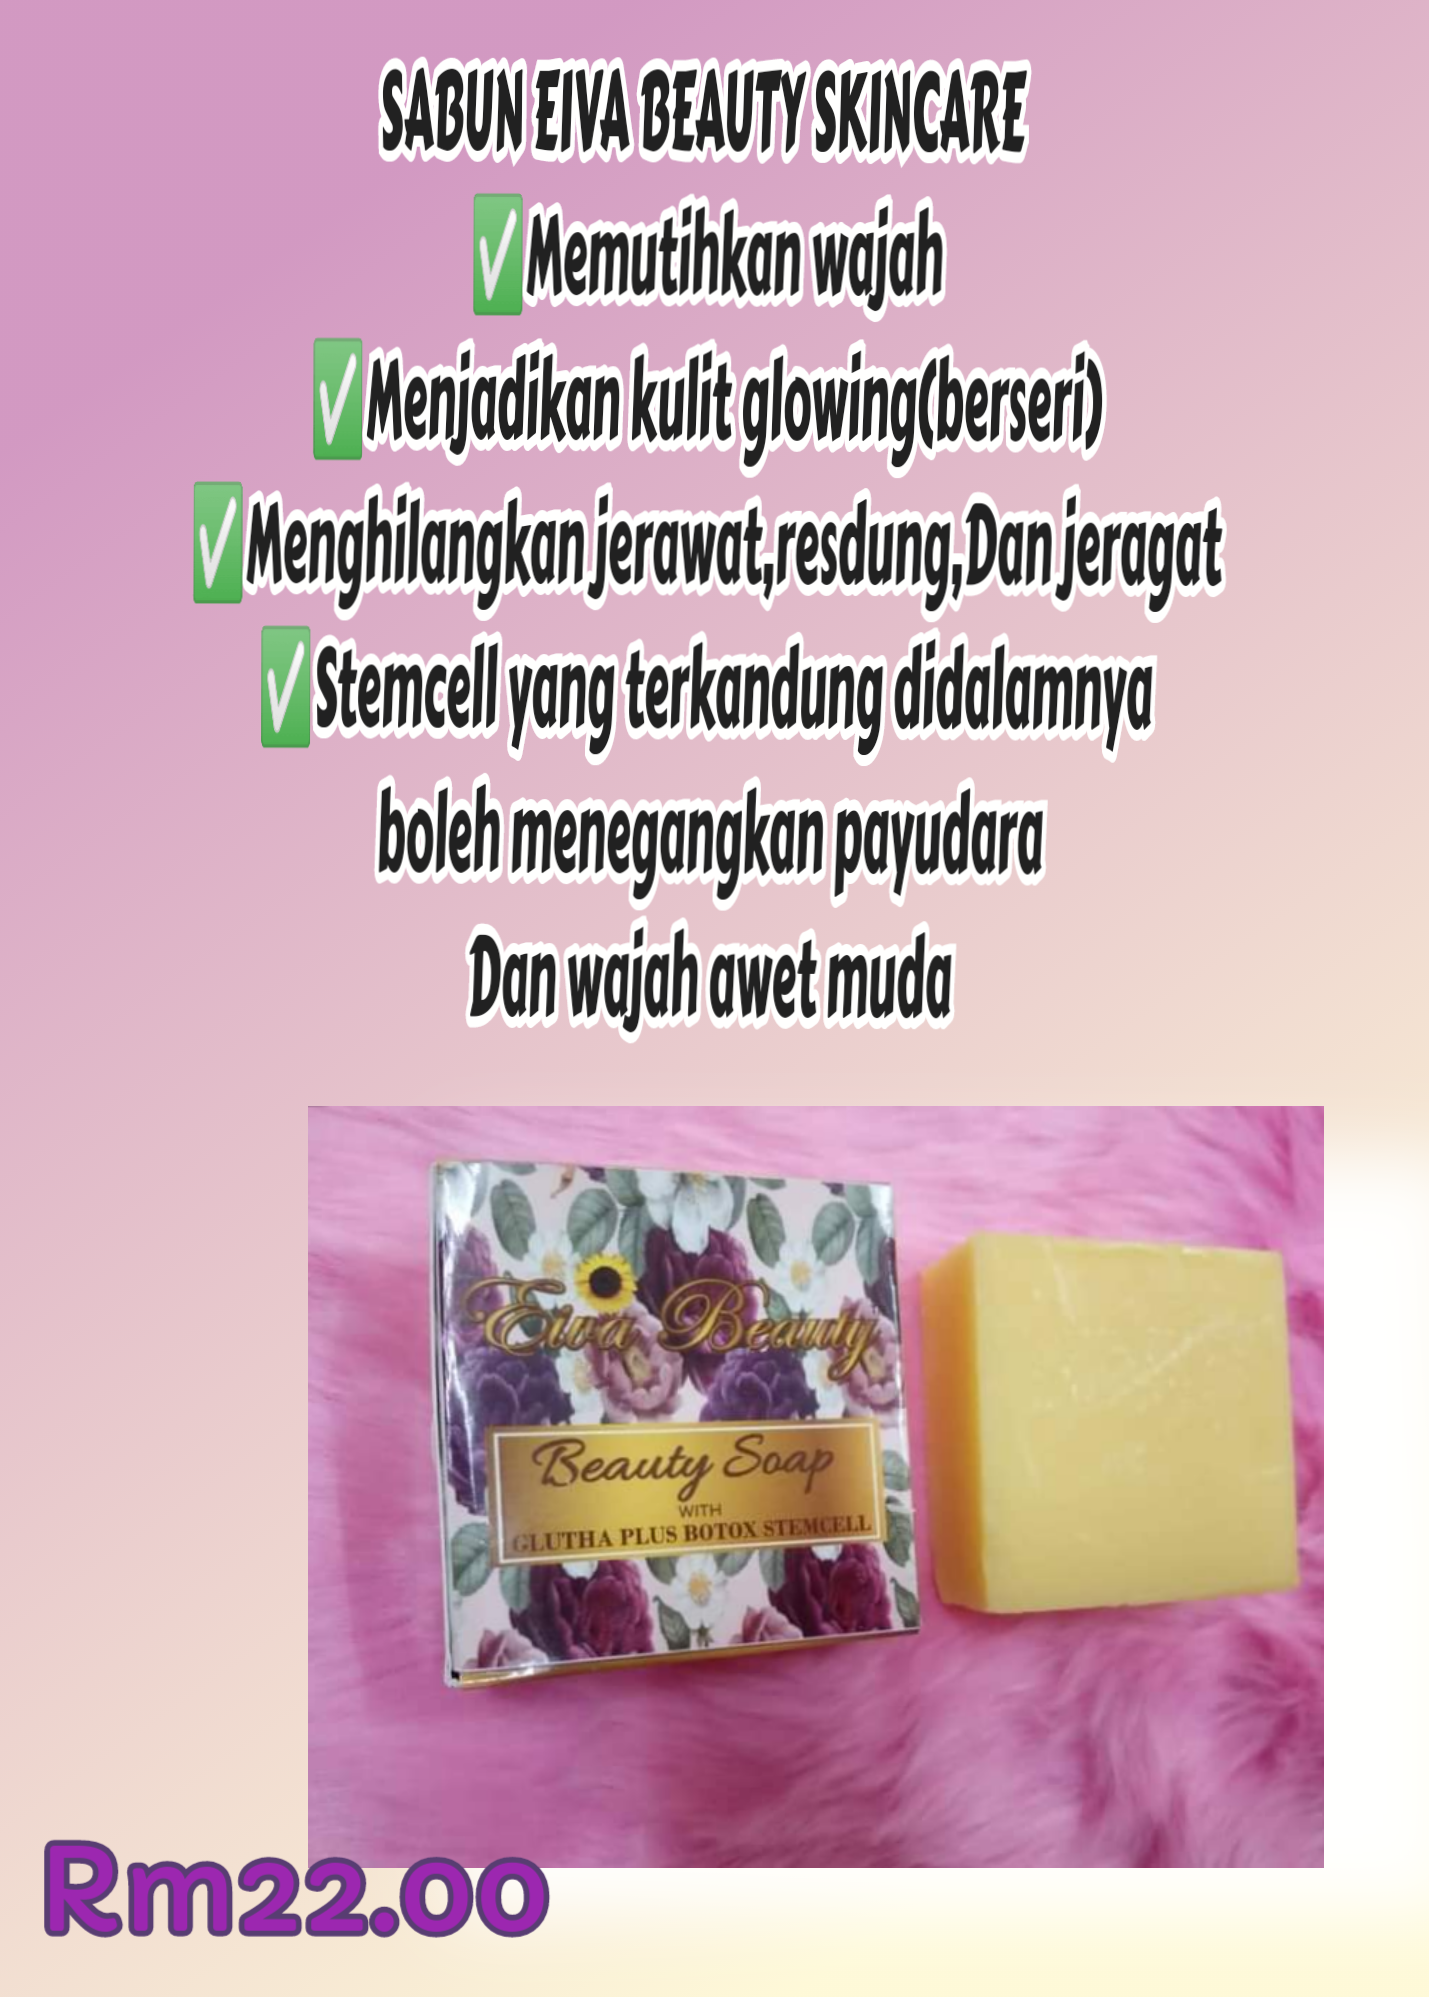 SABUN EIVA BEAUTY SKINCARE
✅Memutihkan wajah
✅Menjadikan kulit glowing(berseri)
✅Menghilangkan jerawat,resdung,Dan jeragat
✅Stemcell yang terkandung didalamnya
boleh menegangkan payudara
Dan wajah awet muda
Eiva Beauty
Beauty Soap
WITH
GLUTHA PLUS BOTOX STEMCELL
Rm22.00